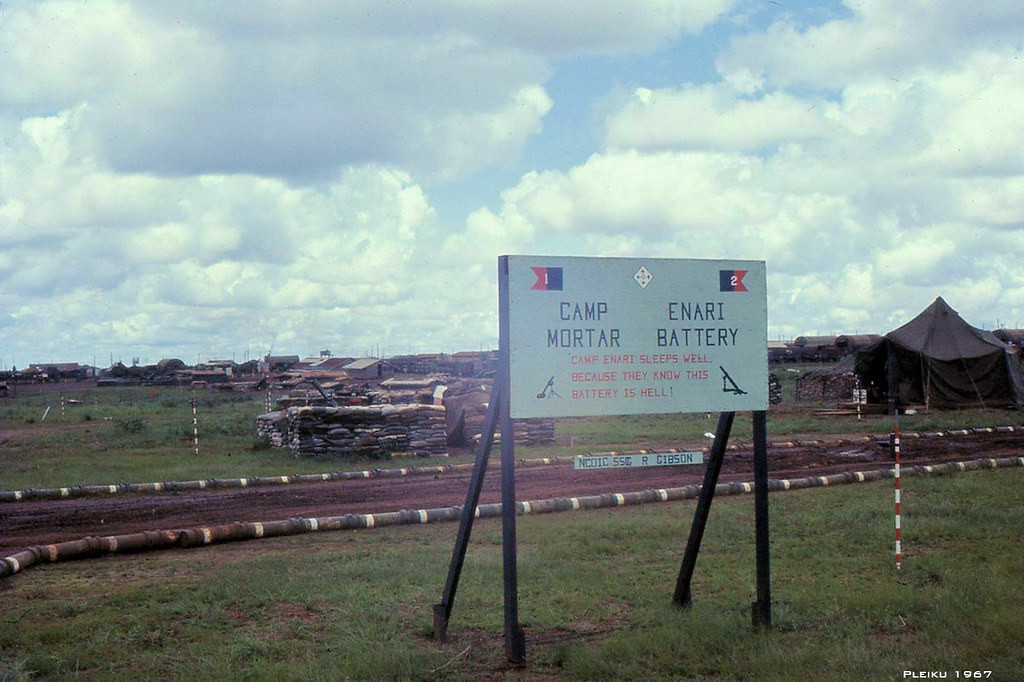 1 2
CAMP ENARI
MORTAR BATTERY
"CAMP ENARI SLEEPS WELL,
BECAUSE THEY KNOW THIS
BATTERY IS HELL!
NCOIC SSG R GIBSON
PLEIKU 1967